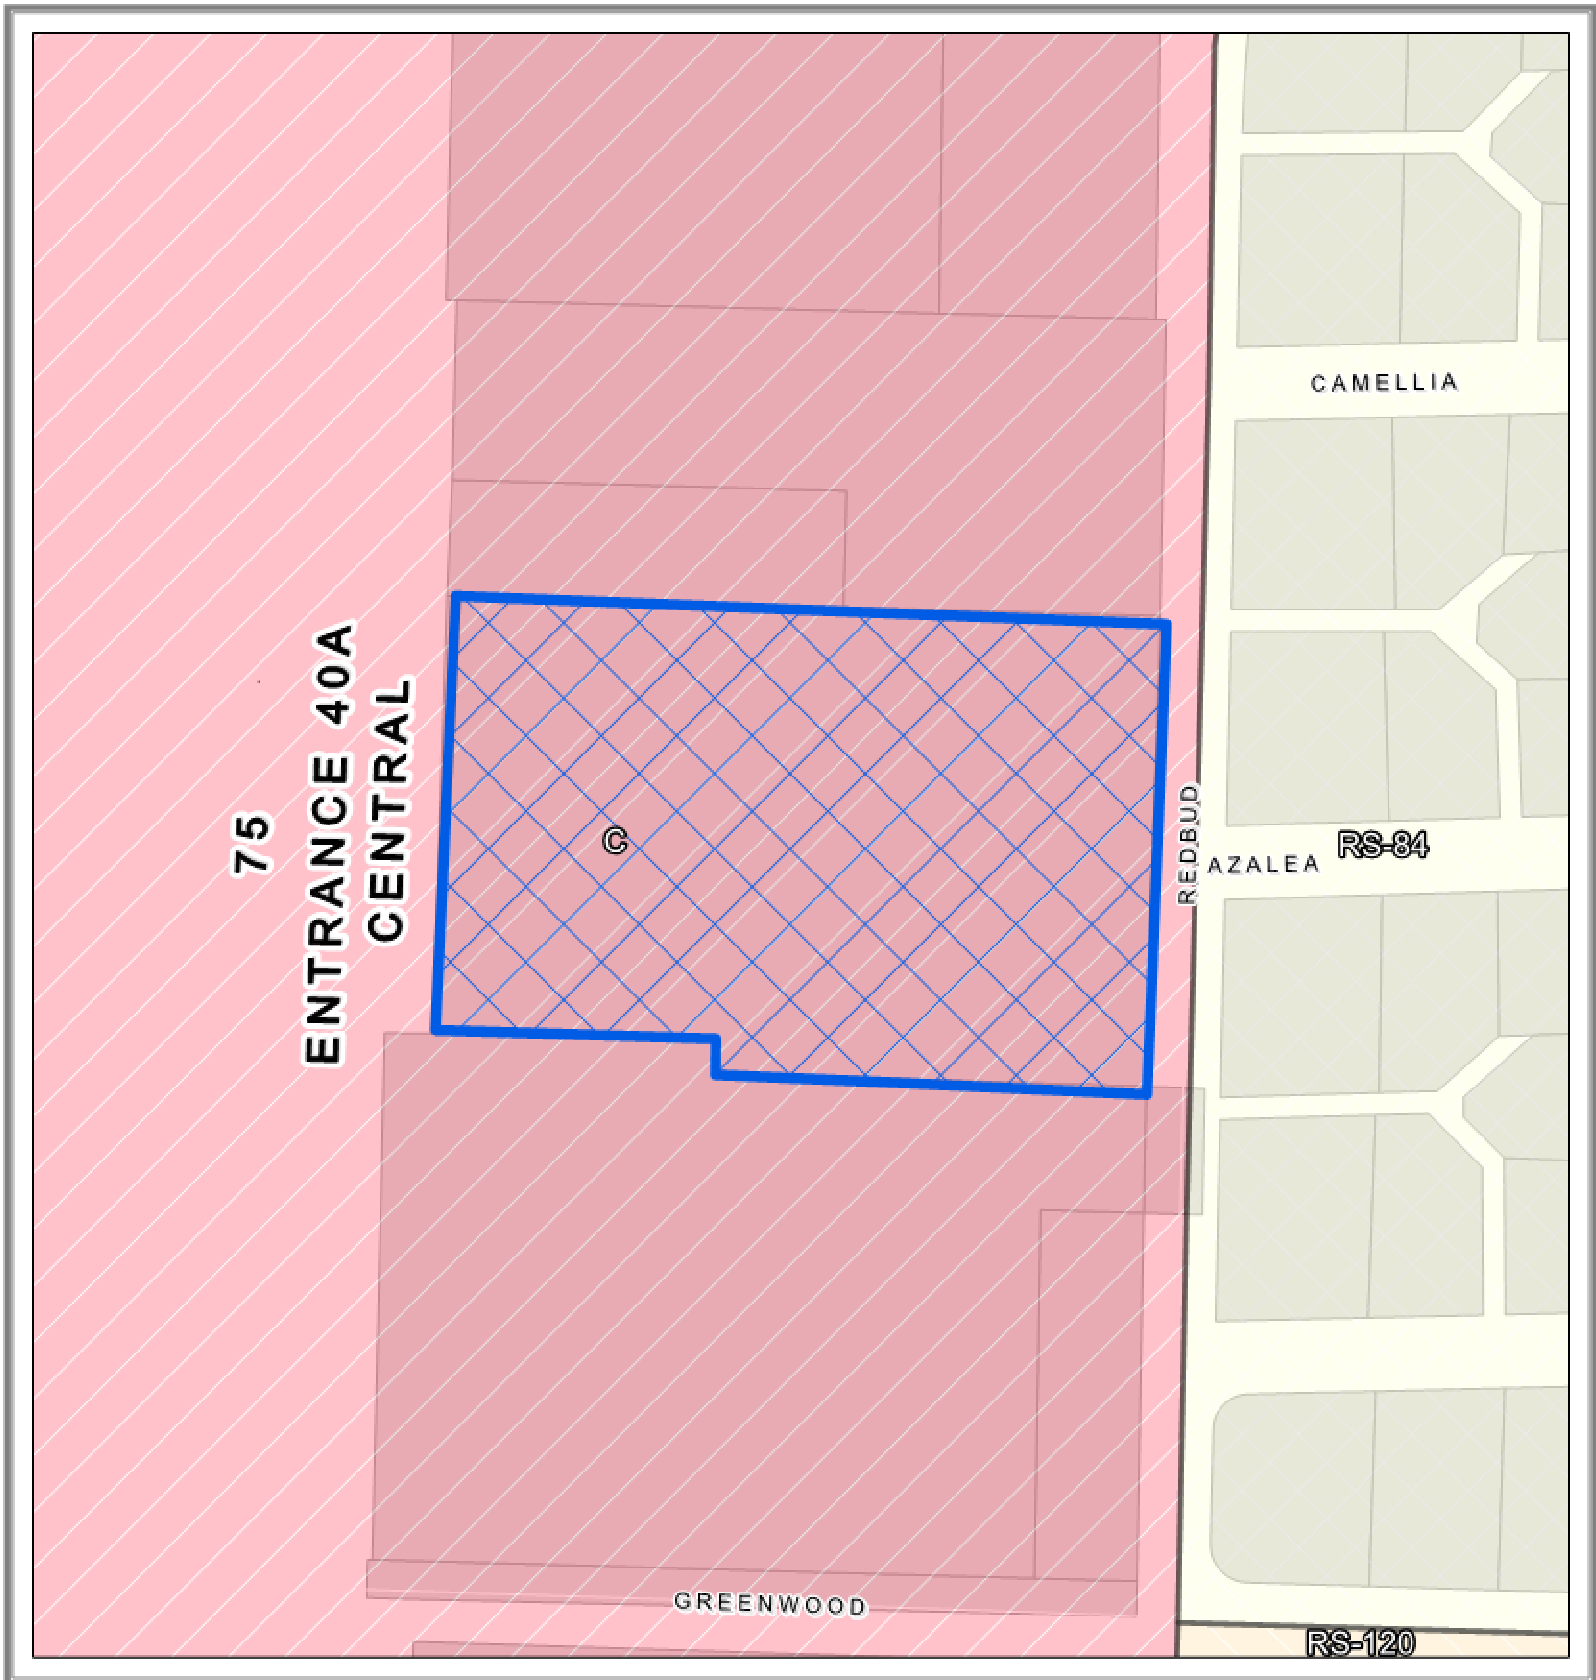 CAMELLIA
75
ENTRANCE 40A
CENTRAL
C
REDBUD
AZALEA
RS-84
GREENWOOD
RS-120